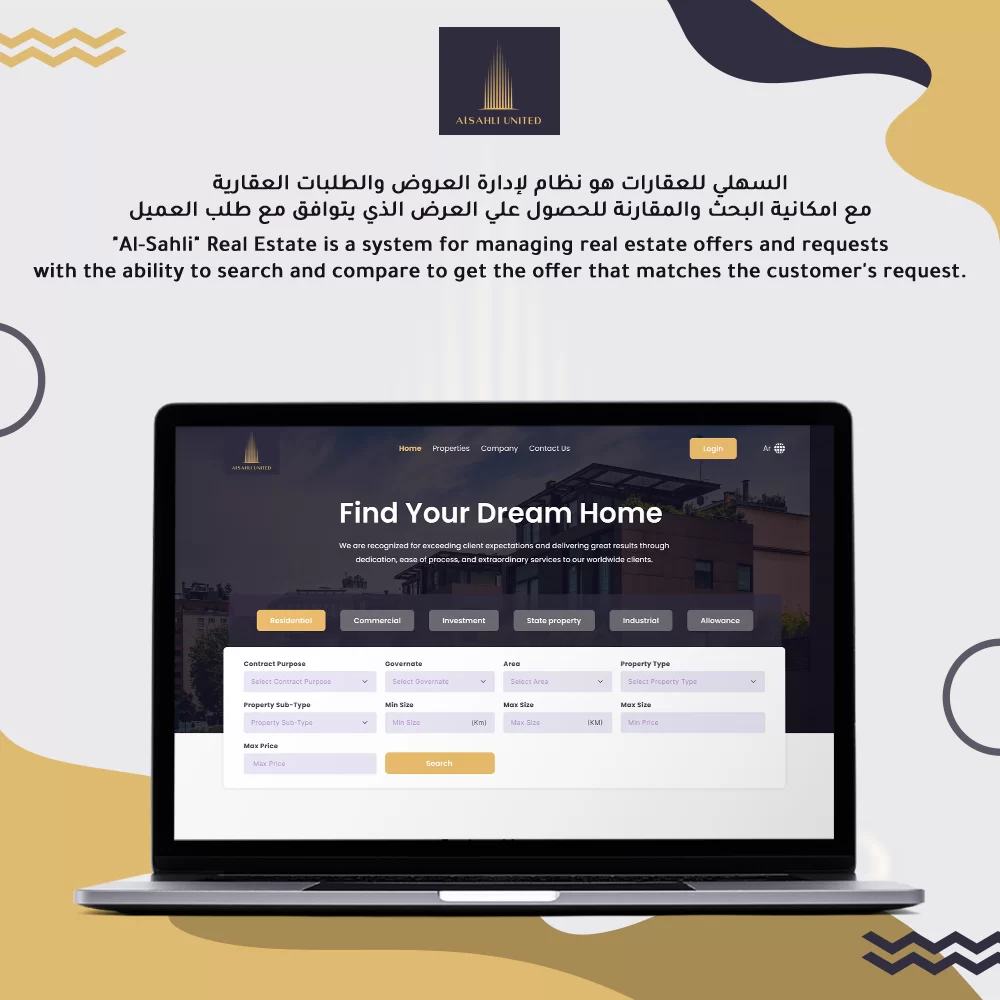 AlSAHLI UNITED
السهلي للعقارات هو نظام لإدارة العروض والطلبات العقارية
مع امكانية البحث والمقارنة للحصول علي العرض الذي يتوافق مع طلب العميل
"Al-Sahli" Real Estate is a system for managing real estate offers and requests
with the ability to search and compare to get the offer that matches the customer's request.
AlSAHLI UNITED
Home Properties Company Contact Us Login Ar
Find Your Dream Home
We are recognized for exceeding client expectations and delivering great results through
dedication, ease of process, and extraordinary services to our worldwide clients.
Residential Commercial Investment State property Industrial Allowance
Contract Purpose Governate Area Property Type
Select Contract Purpose Select Governate Select Area Select Property Type
Property Sub-Type Min Size Max Size Max Size
Property Sub-Type Min Size (Km) Max Size (KM) Min Price
Max Price
Max Price Search